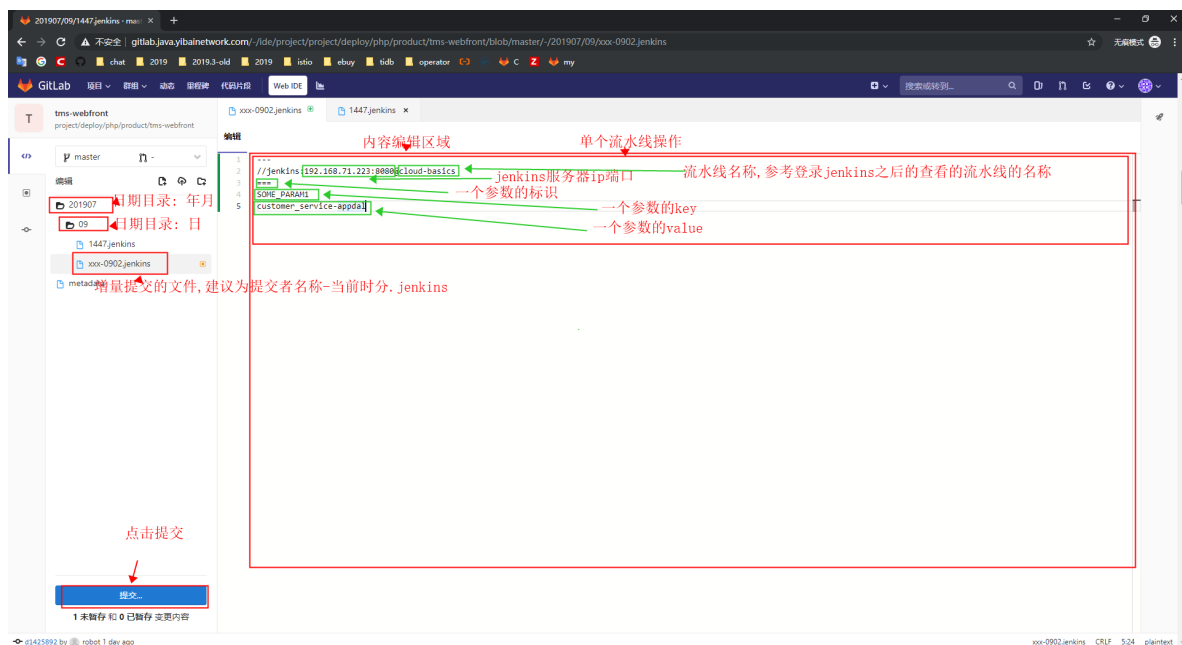 201907/09/1447.jenkins · mas
不安全 | gitlab.java.yibainetwork.com/-/ide/project/project/deploy/php/product/tms-webfront/blob/master/-/201907/09/xxx-0902.jenkins
无痕模式
chat 2019 2019.3-old 2019 istio ebuy tidb operator C Z my
GitLab 项目 群组 动态 里程碑 代码片段 Web IDE 搜索或转到...
T tms-webfront
project/deploy/php/product/tms-webfront
xxx-0902.jenkins 1447.jenkins
编辑
内容编辑区域 单个流水线操作
master -
1 ---
2 //jenkins:192.168.71.223:8080 cloud-basics
jenkins服务器ip端口
流水线名称,参考登录jenkins之后的查看的流水线的名称
编辑
3 ===
一个参数的标识
201907 日期目录: 年月
4 SOME_PARAM1
一个参数的key
5 customer_service-appdal
09 日期目录: 日
一个参数的value
1447.jenkins
xxx-0902.jenkins
增量提交的文件,建议为提交者名称-当前时分.jenkins
点击提交
提交...
1 未暂存 和 0 已暂存 变更内容
d1425892 by robot 1 day ago
xxx-0902.jenkins CRLF 5:24 plaintext